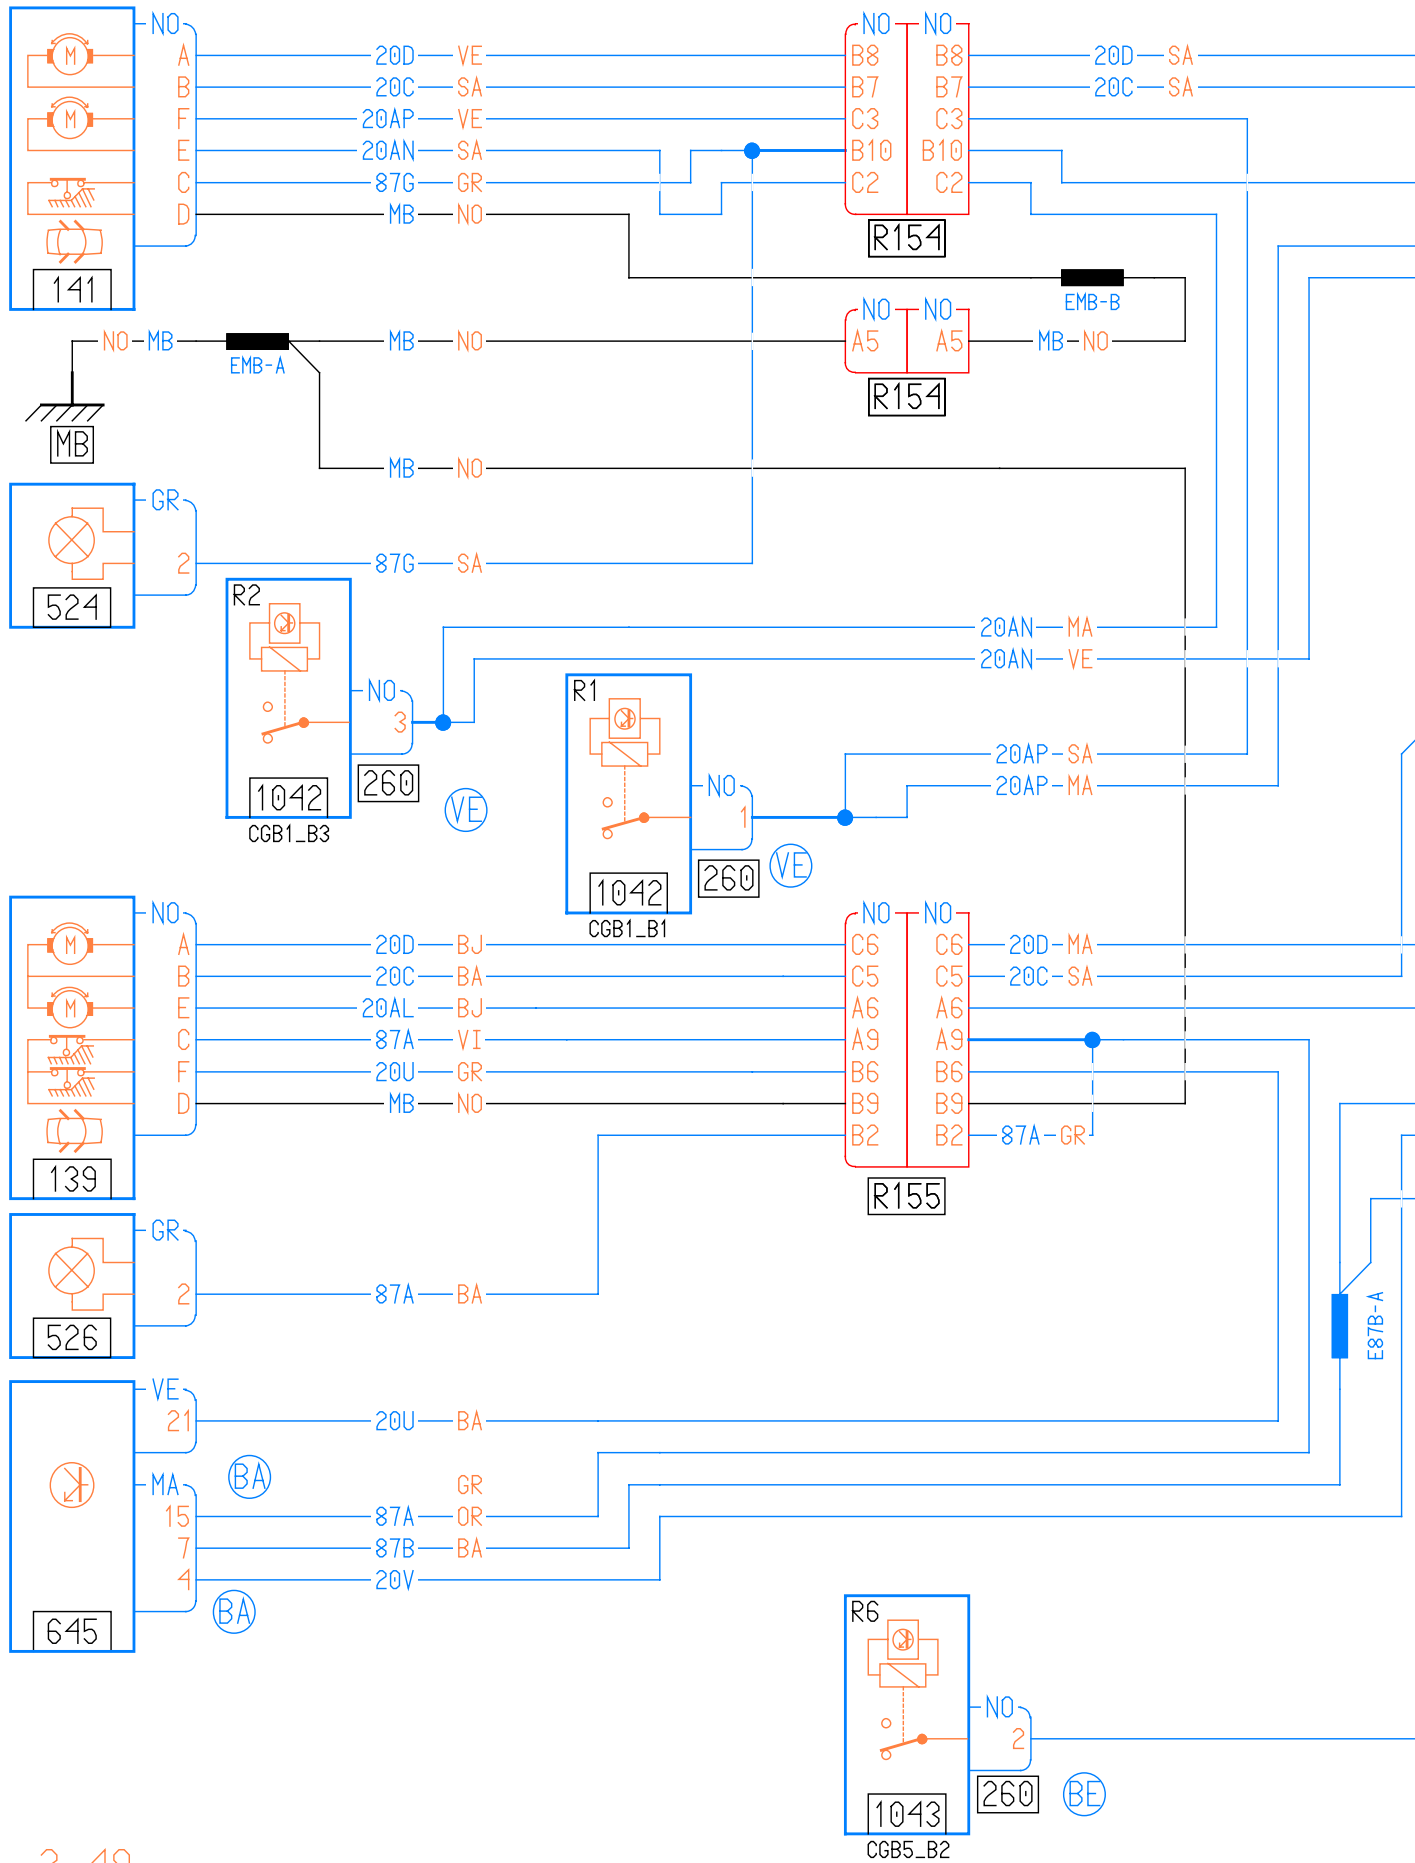 NO NO NO
M A 20D VE B8 B8 20D SA
B 20C SA B7 B7 20C SA
M F 20AP VE C3 C3
E 20AN SA B10 B10
C 87G GR C2 C2
D MB NO
R154
141
EMB-B
NO NO
NO MB MB NO A5 A5 MB NO
EMB-A
R154
MB
MB NO
GR
2 87G SA
524
R2
20AN MA
20AN VE
NO
3
R1
20AP SA
20AP MA
NO
1
1042 260 VE
CGB1_B3
1042 260 VE
CGB1_B1
NO NO NO
M A 20D BJ C6 C6 20D MA
B 20C BA C5 C5 20C SA
M E 20AL BJ A6 A6
C 87A VI A9 A9
F 20U GR B6 B6
D MB NO B9 B9
B2 B2 87A GR
139
R155
GR
2 87A BA
526
E87B-A
VE
21 20U BA
BA
MA GR
15 87A OR
7 87B BA
4 20V
BA
645
R6
NO
2
1043 260 BE
CGB5_B2